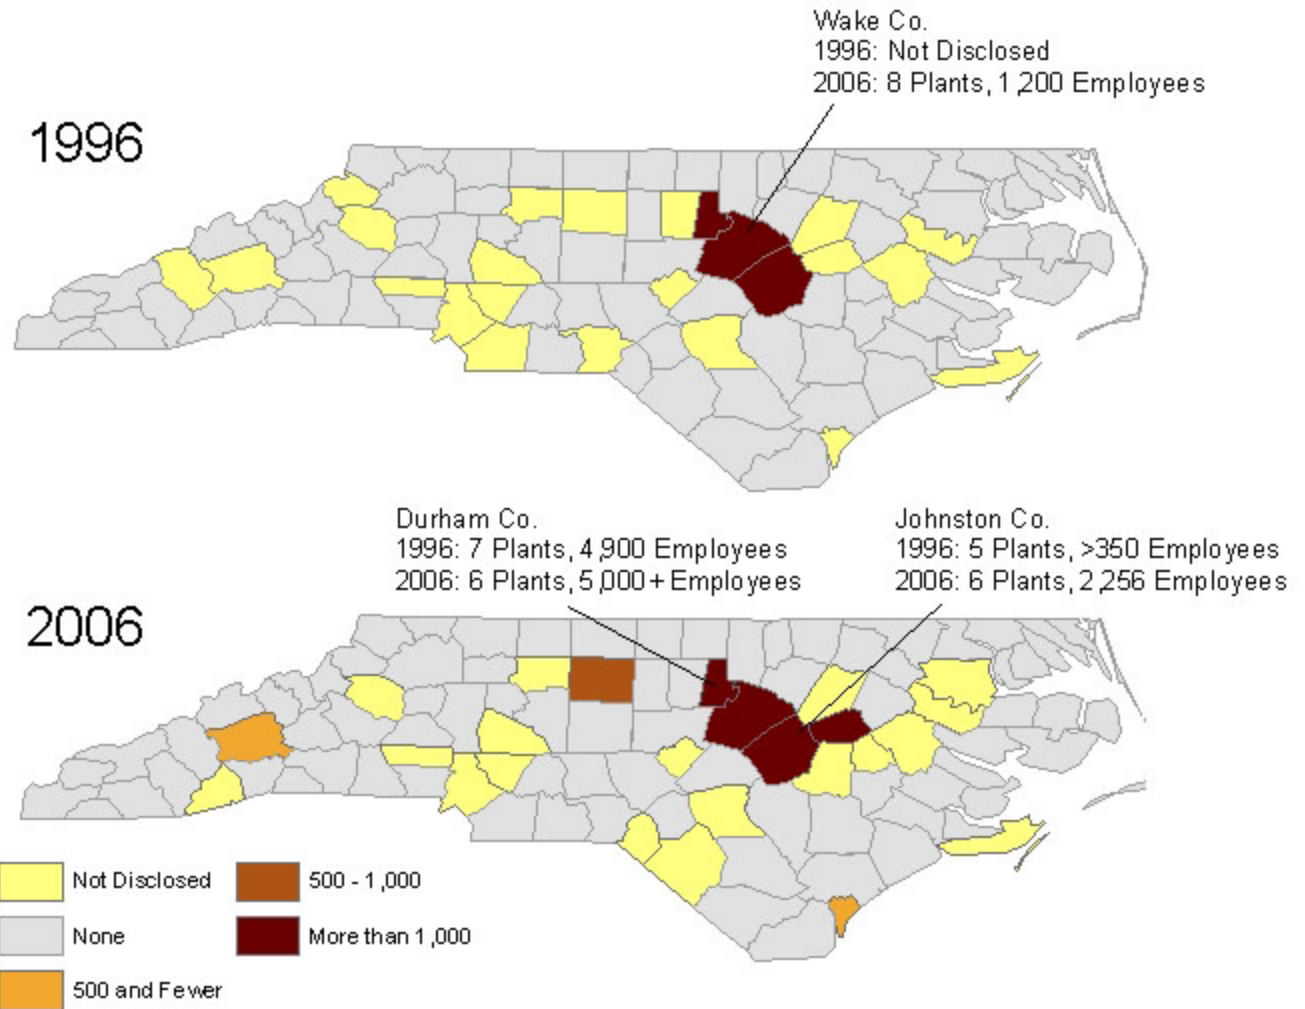 Wake Co.
1996: Not Disclosed
2006: 8 Plants, 1,200 Employees
1996
Durham Co.
1996: 7 Plants, 4,900 Employees
2006: 6 Plants, 5,000+ Employees
Johnston Co.
1996: 5 Plants, >350 Employees
2006: 6 Plants, 2,256 Employees
2006
Not Disclosed
500 - 1,000
None
More than 1,000
500 and Fewer